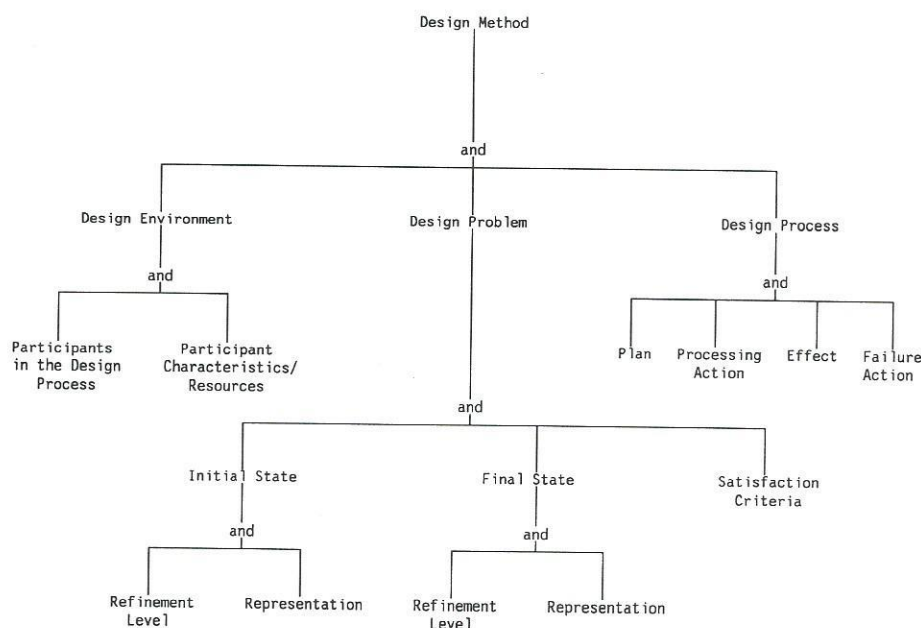 Design Method
and
Design Environment
Design Problem
Design Process
and
and
Participants
in the Design
Process
Participant
Characteristics/
Resources
Plan
Processing
Action
Effect
Failure
Action
and
Initial State
Final State
Satisfaction
Criteria
and
and
Refinement
Level
Representation
Refinement
Level
Representation